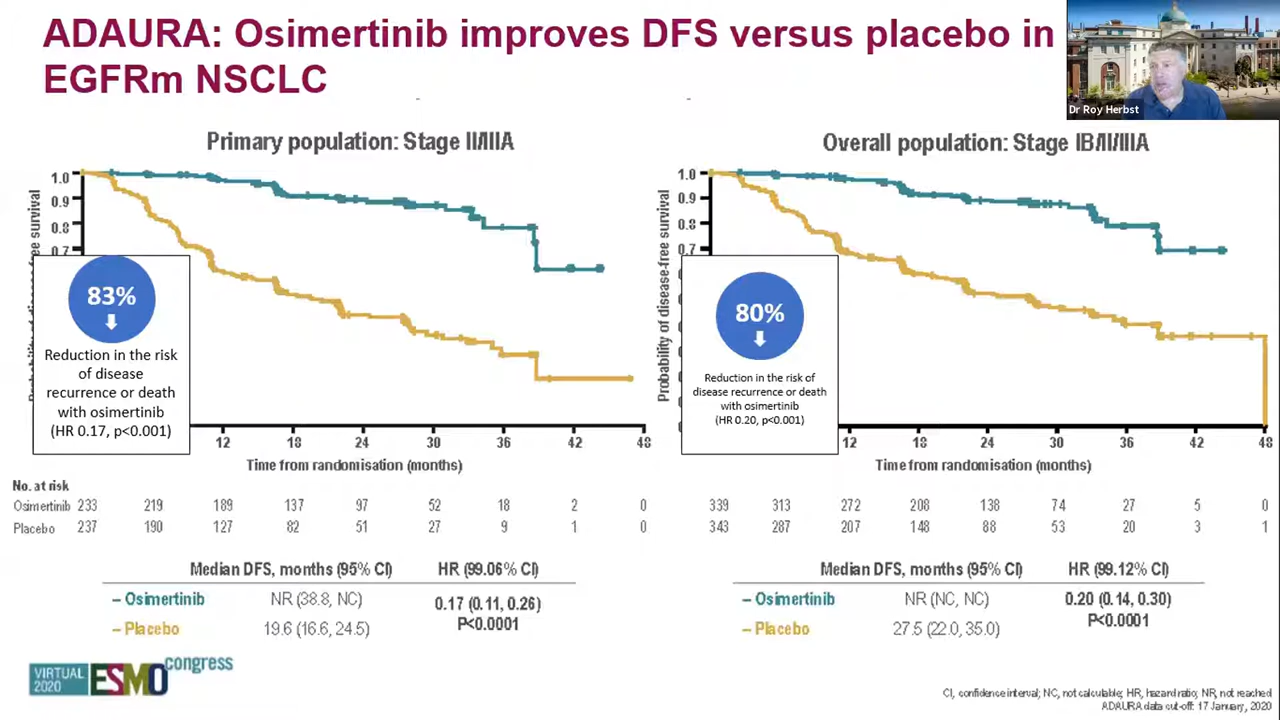 ADAURA: Osimertinib improves DFS versus placebo in
EGFRm NSCLC
Dr Roy Herbst
Primary population: Stage II/IIIA
1.0
0.9
0.8
0.7
83%
Reduction in the risk
of disease
recurrence or death
with osimertinib
(HR 0.17, p<0.001)
12 18 24 30 36 42 48
Time from randomisation (months)
No. at risk
Osimertinib 233 219 189 137 97 52 18 2 0
Placebo 237 190 127 82 51 27 9 1 0
Median DFS, months (95% CI) HR (99.06% CI)
– Osimertinib NR (38.8, NC) 0.17 (0.11, 0.26)
– Placebo 19.6 (16.6, 24.5) P<0.0001
Overall population: Stage IB/II/IIIA
Probability of disease-free survival
1.0
0.9
0.8
0.7
80%
Reduction in the risk of
disease recurrence or death
with osimertinib
(HR 0.20, p<0.001)
12 18 24 30 36 42 48
Time from randomisation (months)
339 313 272 208 138 74 27 5 0
343 287 207 148 88 53 20 3 1
Median DFS, months (95% CI) HR (99.12% CI)
– Osimertinib NR (NC, NC) 0.20 (0.14, 0.30)
– Placebo 27.5 (22.0, 35.0) P<0.0001
VIRTUAL
2020
ESMO congress
CI, confidence interval; NC, not calculable; HR, hazard ratio; NR, not reached
ADAURA data cut-off: 17 January, 2020